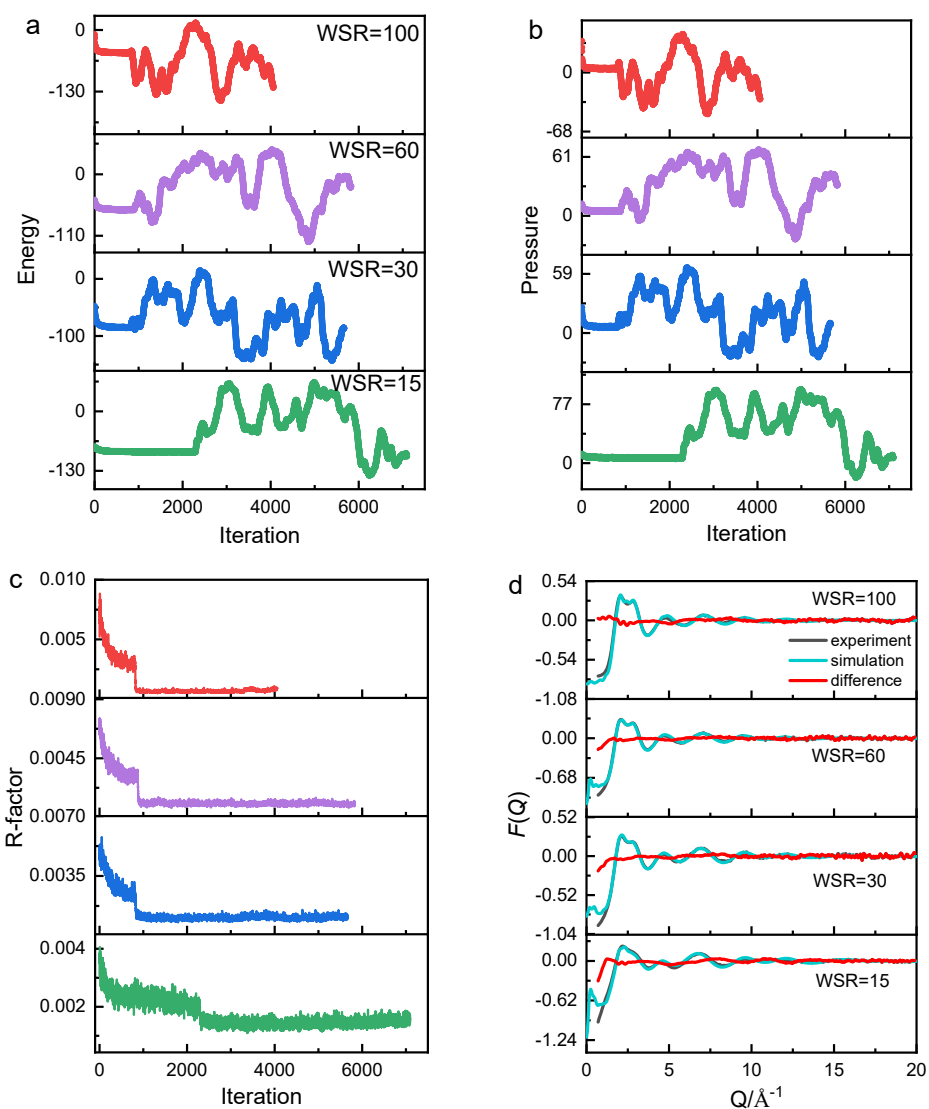 a
WSR=100
0
-130
WSR=60
0
-110
WSR=30
0
-100
WSR=15
0
-130
Energy
0 2000 4000 6000
Iteration
b
0
-68
61
0
59
0
77
0
Pressure
0 2000 4000 6000
Iteration
c
0.010
0.005
0.0090
0.0045
0.0070
0.0035
0.004
0.002
R-factor
0 2000 4000 6000
Iteration
d
0.54
WSR=100
0.00
experiment
-0.54
simulation
difference
-1.08
0.00
WSR=60
-0.68
0.52
0.00
WSR=30
-0.52
-1.04
0.00
WSR=15
-0.62
-1.24
F(Q)
0 5 10 15 20
Q/Å-1